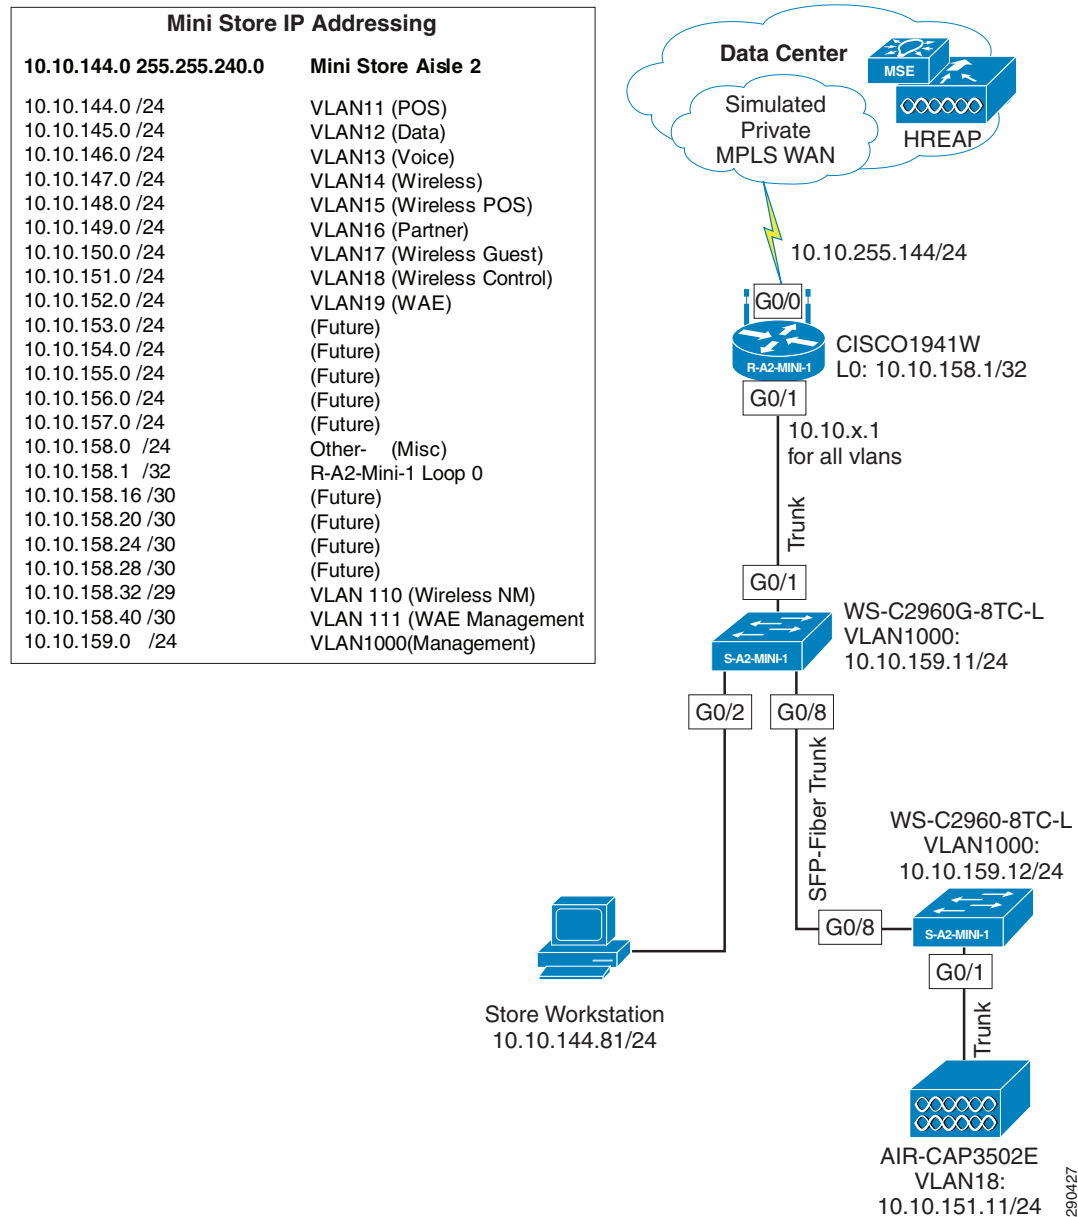 Mini Store IP Addressing
10.10.144.0 255.255.240.0 Mini Store Aisle 2
10.10.144.0 /24 VLAN11 (POS)
10.10.145.0 /24 VLAN12 (Data)
10.10.146.0 /24 VLAN13 (Voice)
10.10.147.0 /24 VLAN14 (Wireless)
10.10.148.0 /24 VLAN15 (Wireless POS)
10.10.149.0 /24 VLAN16 (Partner)
10.10.150.0 /24 VLAN17 (Wireless Guest)
10.10.151.0 /24 VLAN18 (Wireless Control)
10.10.152.0 /24 VLAN19 (WAE)
10.10.153.0 /24 (Future)
10.10.154.0 /24 (Future)
10.10.155.0 /24 (Future)
10.10.156.0 /24 (Future)
10.10.157.0 /24 (Future)
10.10.158.0 /24 Other- (Misc)
10.10.158.1 /32 R-A2-Mini-1 Loop 0
10.10.158.16 /30 (Future)
10.10.158.20 /30 (Future)
10.10.158.24 /30 (Future)
10.10.158.28 /30 (Future)
10.10.158.32 /29 VLAN 110 (Wireless NM)
10.10.158.40 /30 VLAN 111 (WAE Management
10.10.159.0 /24 VLAN1000(Management)
Data Center
MSE
HREAP
Simulated
Private
MPLS WAN
10.10.255.144/24
G0/0
R-A2-MINI-1
CISCO1941W
L0: 10.10.158.1/32
G0/1
10.10.x.1
for all vlans
Trunk
G0/1
S-A2-MINI-1
WS-C2960G-8TC-L
VLAN1000:
10.10.159.11/24
G0/2
G0/8
SFP-Fiber Trunk
WS-C2960-8TC-L
VLAN1000:
10.10.159.12/24
G0/8
S-A2-MINI-1
G0/1
Trunk
Store Workstation
10.10.144.81/24
AIR-CAP3502E
VLAN18:
10.10.151.11/24
290427